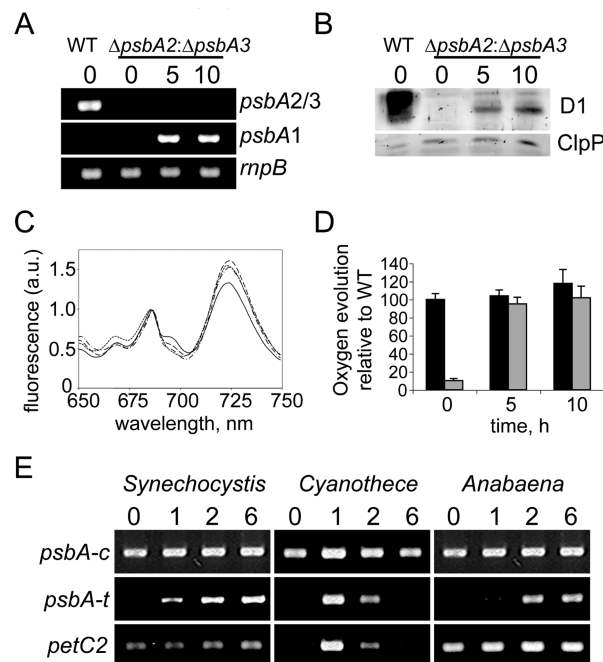 A
WT ΔpsbA2:ΔpsbA3
0 0 5 10
psbA2/3
psbA1
rnpB
B
WT ΔpsbA2:ΔpsbA3
0 0 5 10
D1
ClpP
C
fluorescence (a.u.)
1.5
1.0
0.5
0
650 675 700 725 750
wavelength, nm
D
Oxygen evolution
relative to WT
140
120
100
80
60
40
20
0
0 5 10
time, h
E
Synechocystis Cyanothece Anabaena
0 1 2 6 0 1 2 6 0 1 2 6
psbA-c
psbA-t
petC2